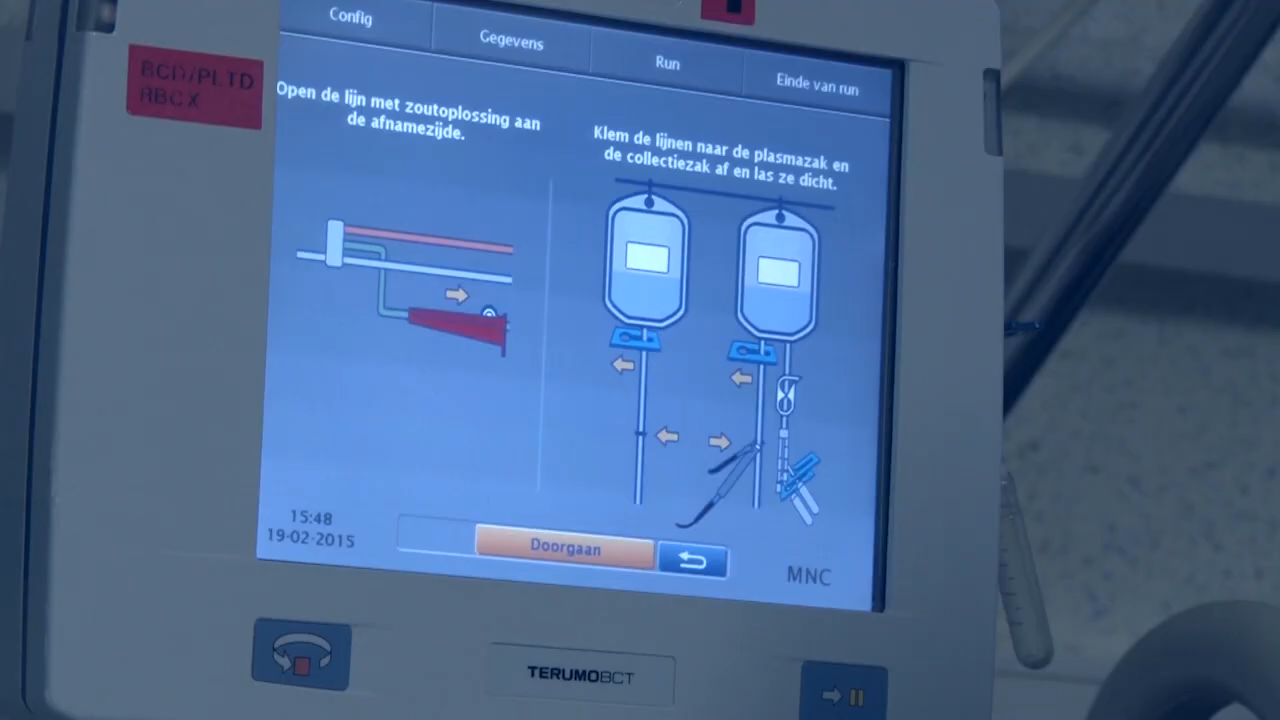 Config
Gegevens
Run
Einde van run
BCD/PLTD
RBCX
Open de lijn met zoutoplossing aan
de afnamezijde.
Klem de lijnen naar de plasmazak en
de collectiezak af en las ze dicht.
15:48
19-02-2015
Doorgaan
MNC
TERUMOBCT